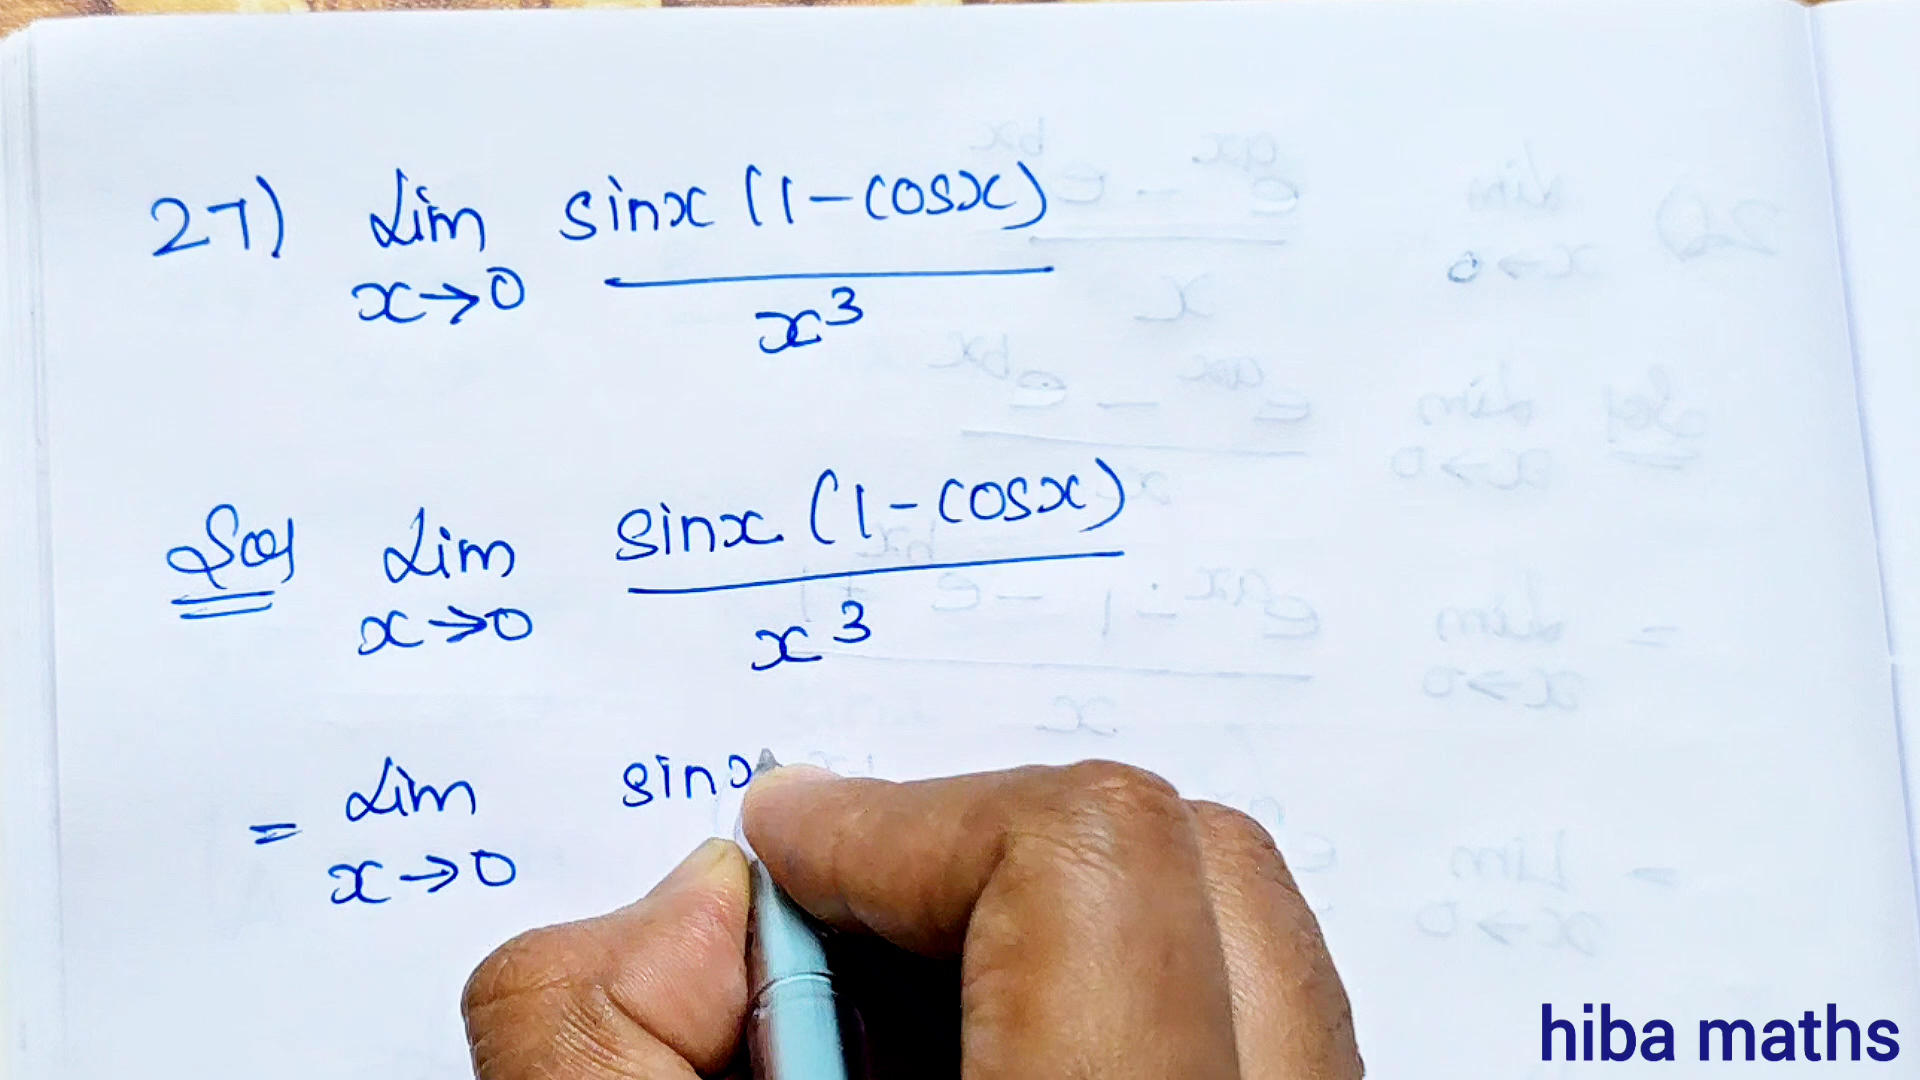 27) Lim sinx (1-cosx)
x→0 x³
Sol Lim sinx (1-cosx)
x→0 x³
= Lim sinx
x→0
hiba maths